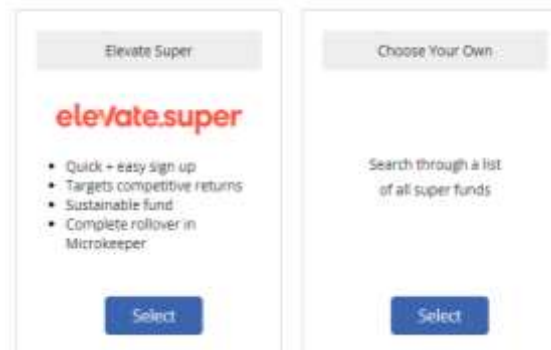 Elevate Super
elevate.super
• Quick + easy sign up
• Targets competitive returns
• Sustainable fund
• Complete rollover in
Microkeeper
Select
Choose Your Own
Search through a list
of all super funds
Select